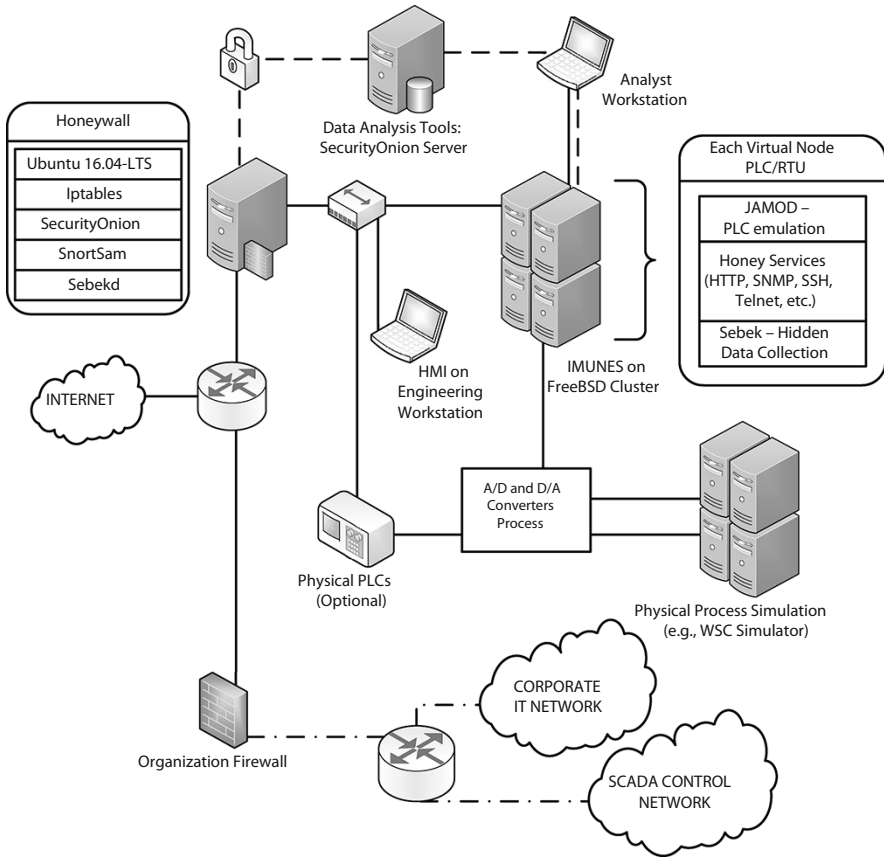 Data Analysis Tools:
SecurityOnion Server
Analyst
Workstation
Honeywall
Ubuntu 16.04-LTS
Iptables
SecurityOnion
SnortSam
Sebekd
Each Virtual Node
PLC/RTU
JAMOD –
PLC emulation
Honey Services
(HTTP, SNMP, SSH,
Telnet, etc.)
Sebek – Hidden
Data Collection
HMI on
Engineering
Workstation
IMUNES on
FreeBSD Cluster
INTERNET
A/D and D/A
Converters
Process
Physical PLCs
(Optional)
Physical Process Simulation
(e.g., WSC Simulator)
CORPORATE
IT NETWORK
Organization Firewall
SCADA CONTROL
NETWORK